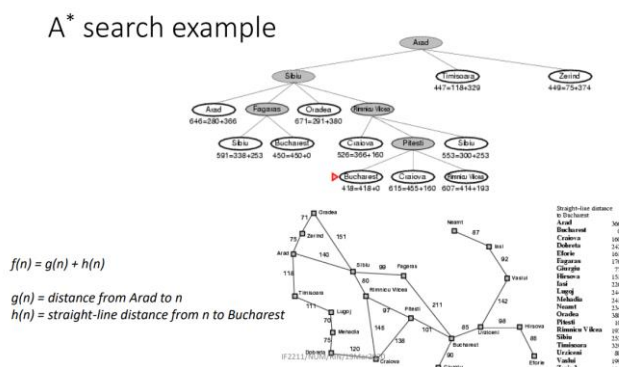 A* search example
Arad
Sibiu
Timisoara
Zerind
447=118+329
449=75+374
Arad
Fagaras
Oradea
Rimnicu Vilcea
646=280+366
671=291+380
Sibiu
Bucharest
Craiova
Pitesti
Sibiu
591=338+253
450=450+0
526=366+160
553=300+253
Bucharest
Craiova
Rimnicu Vilcea
418=418+0
615=455+160
607=414+193
f(n) = g(n) + h(n)
g(n) = distance from Arad to n
h(n) = straight-line distance from n to Bucharest
Oradea
71
Neamt
Zerind
151
87
75
Iasi
Arad
140
92
Sibiu
99
Fagaras
118
80
Vaslui
Timisoara
Rimnicu Vilcea
111
Lugoj
97
Pitesti
211
142
70
98
Hirsova
Mehadia
146
101
85
Urziceni
75
138
86
Bucharest
Dobreta
120
90
Craiova
Eforie
Straight-line distance
to Bucharest
Arad
Bucharest
Craiova
Dobreta
Eforie
Fagaras
Giurgiu
Hirsova
Iasi
Lugoj
Mehadia
Neamt
Oradea
Pitesti
Rimnicu Vilcea
Sibiu
Timisoara
Urziceni
Vaslui